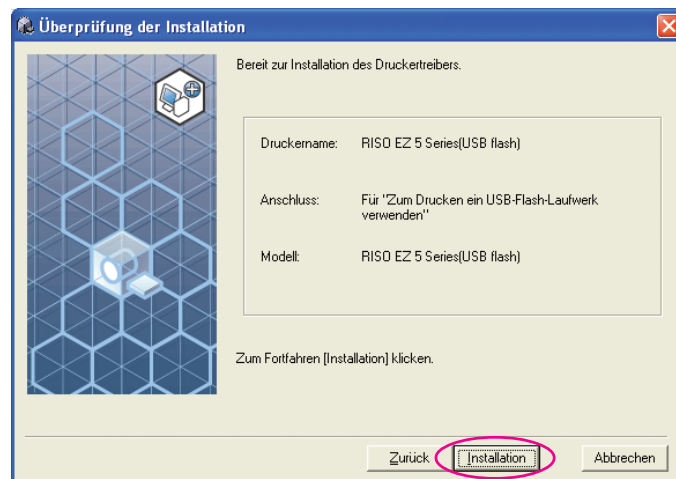 Überprüfung der Installation
Bereit zur Installation des Druckertreibers.
Druckername: RISO EZ 5 Series(USB flash)
Anschluss: Für "Zum Drucken ein USB-Flash-Laufwerk
verwenden"
Modell: RISO EZ 5 Series(USB flash)
Zum Fortfahren [Installation] klicken.
Zurück Installation Abbrechen